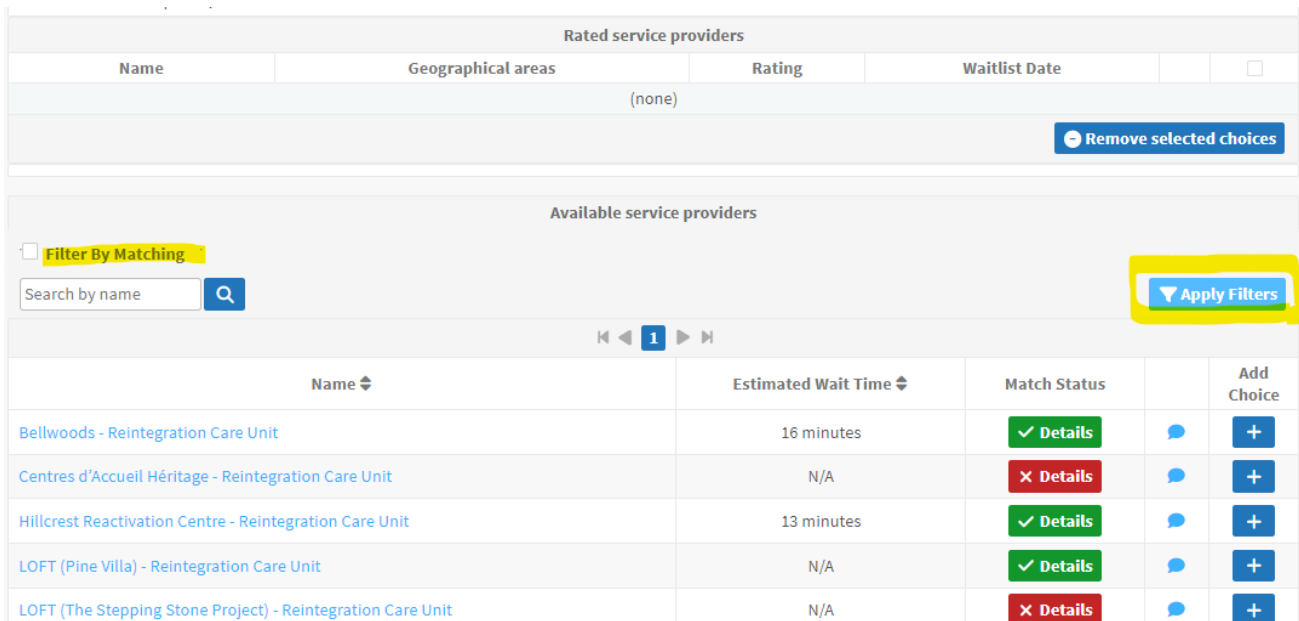 Rated service providers
Name Geographical areas Rating Waitlist Date
(none)
Remove selected choices
Available service providers
Filter By Matching
Search by name
Apply Filters
1
Name Estimated Wait Time Match Status Add Choice
Bellwoods - Reintegration Care Unit 16 minutes Details
Centres d'Accueil Héritage - Reintegration Care Unit N/A Details
Hillcrest Reactivation Centre - Reintegration Care Unit 13 minutes Details
LOFT (Pine Villa) - Reintegration Care Unit N/A Details
LOFT (The Stepping Stone Project) - Reintegration Care Unit N/A Details